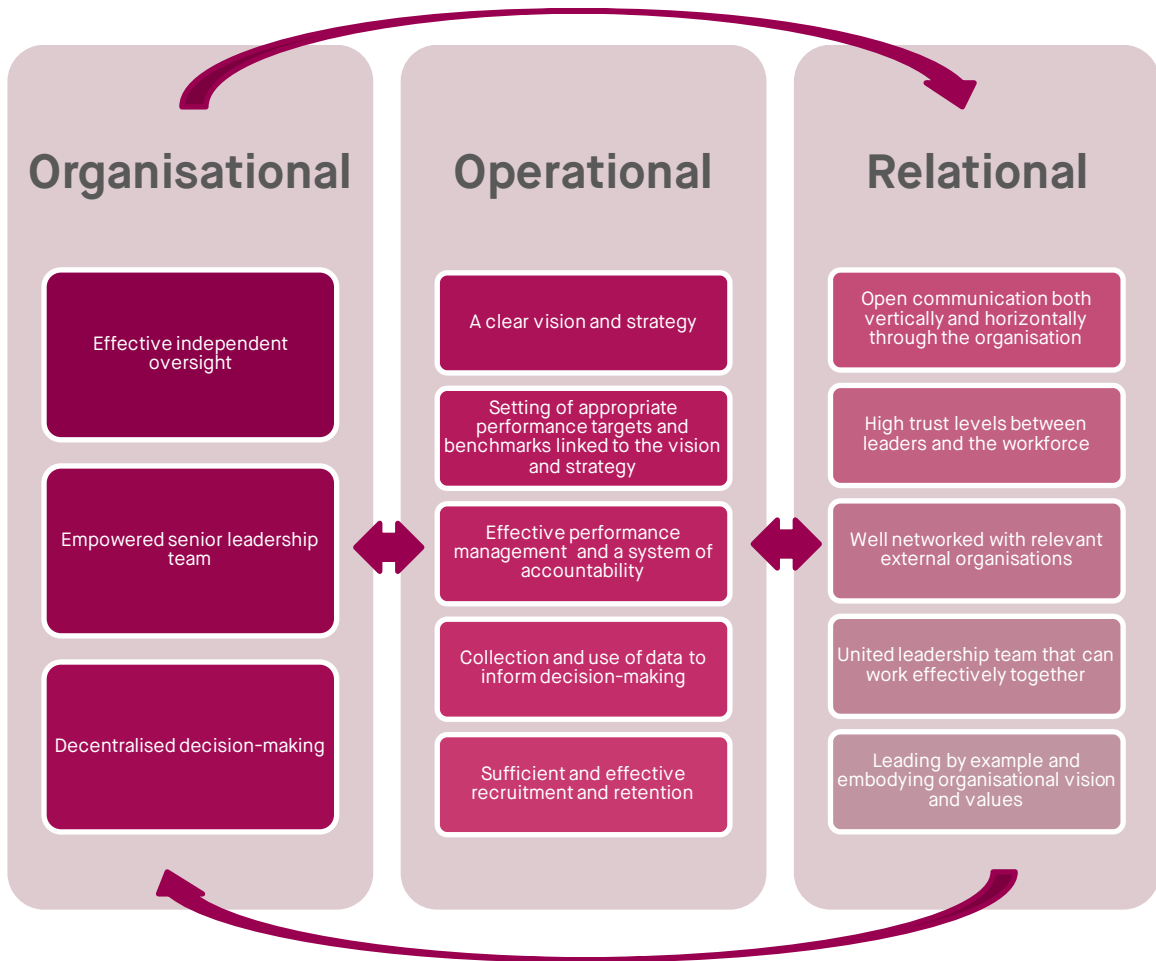 Organisational
Effective independent
oversight
Empowered senior leadership
team
Decentralised decision-making
Operational
A clear vision and strategy
Setting of appropriate
performance targets and
benchmarks linked to the vision
and strategy
Effective performance
management and a system of
accountability
Collection and use of data to
inform decision-making
Sufficient and effective
recruitment and retention
Relational
Open communication both
vertically and horizontally
through the organisation
High trust levels between
leaders and the workforce
Well networked with relevant
external organisations
United leadership team that can
work effectively together
Leading by example and
embodying organisational vision
and values